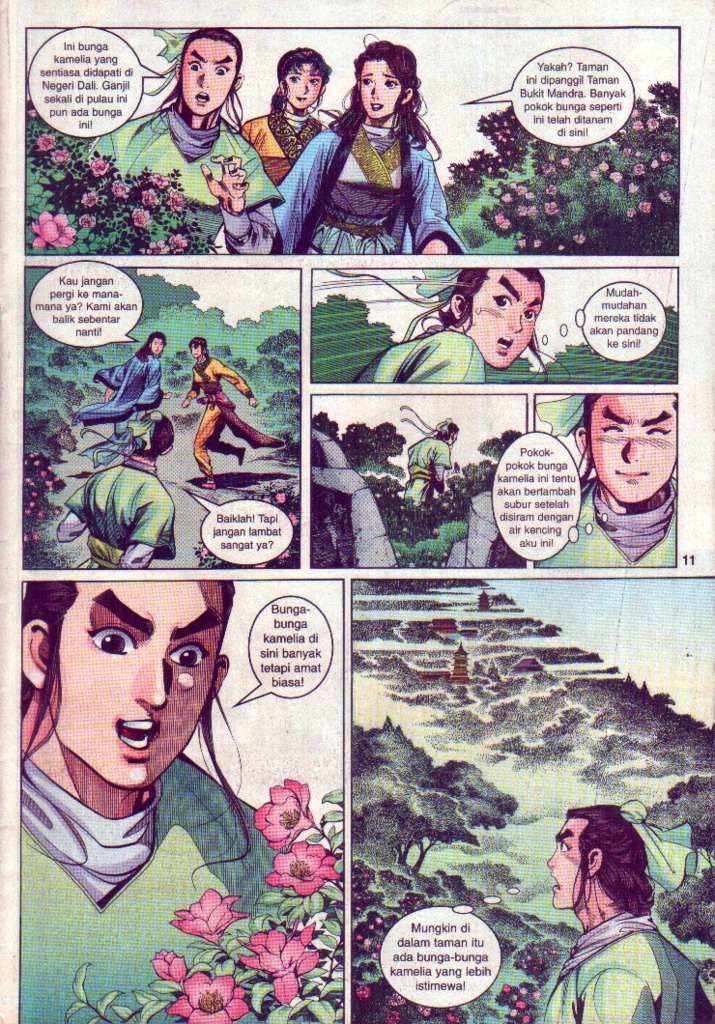 Ini bunga
kamelia yang
sentiasa didapati di
Negeri Dali. Ganjil
sekali di pulau ini
pun ada bunga
ini!
Yakah? Taman
ini dipanggil Taman
Bukit Mandra. Banyak
pokok bunga seperti
ini telah ditanam
di sini!
Kau jangan
pergi ke mana-
mana ya? Kami akan
balik sebentar
nanti!
Baiklah! Tapi
jangan lambat
sangat ya?
Mudah-
mudahan
mereka tidak
akan pandang
ke sini!
Pokok-
pokok bunga
kamelia ini tentu
akan bertambah
subur setelah
disiram dengan
air kencing
aku ini!
11
Bunga-
bunga
kamelia di
sini banyak
tetapi amat
biasa!
Mungkin di
dalam taman itu
ada bunga-bunga
kamelia yang lebih
istimewa!